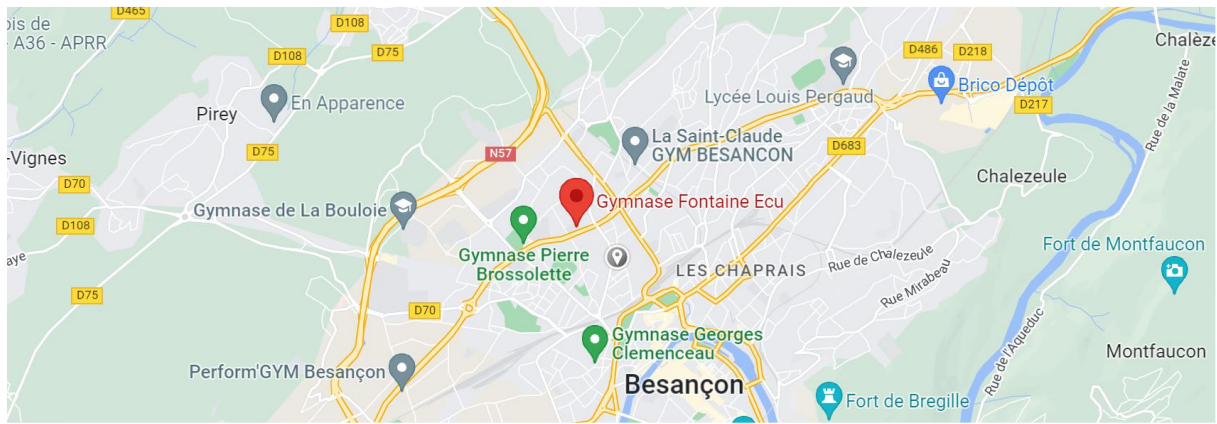 D465
ois de
- A36 - APRR
D108
D75
D108
D486
D218
Chalèze
Brico Dépôt
D217
Lycée Louis Pergaud
En Apparence
Pirey
Rue de la Malate
La Saint-Claude
GYM BESANCON
D683
-Vignes
D75
N57
D70
Chalezeule
Gymnase de La Bouloie
Gymnase Fontaine Ecu
D108
Gymnase Pierre
Brossolette
Fort de Montfaucon
aye
LES CHAPRAIS
Rue de Chalezeule
Rue Mirabeau
D75
D70
Gymnase Georges
Clemenceau
Rue de l'Aqueduc
Montfaucon
Perform'GYM Besançon
Besançon
Fort de Bregille